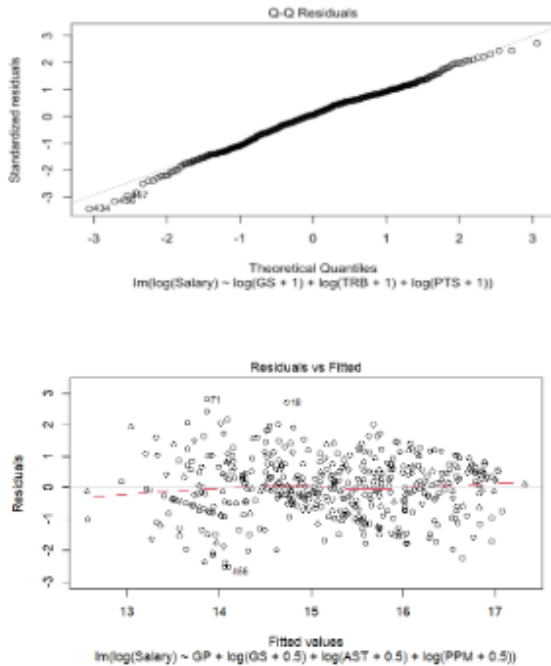 Q-Q Residuals
Standardized residuals
3
2
1
0
-1
-2
-3
434
-3 -2 -1 0 1 2 3
Theoretical Quantiles
lm(log(Salary) ~ log(GS + 1) + log(TRB + 1) + log(PTS + 1))
Residuals vs Fitted
Residuals
3
2
1
0
-1
-2
-3
71
18
13 14 15 16 17
Fitted values
lm(log(Salary) ~ GP + log(GS + 0.5) + log(AST + 0.5) + log(PPM + 0.5))